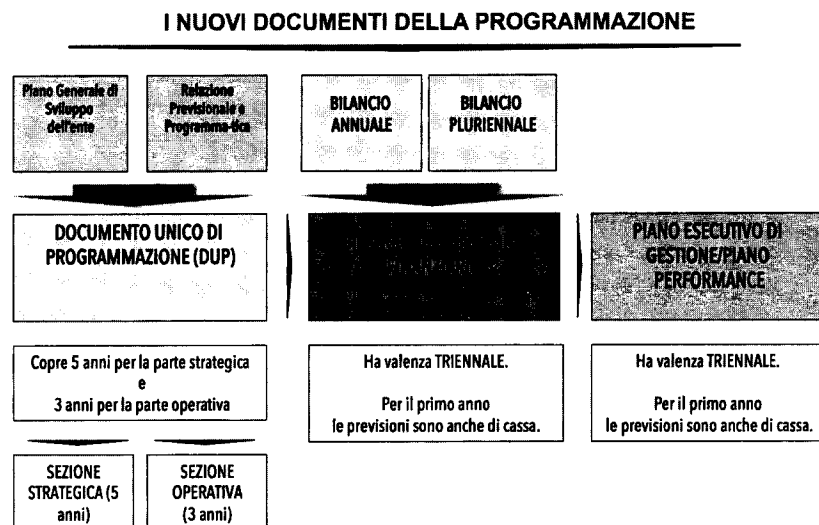 I NUOVI DOCUMENTI DELLA PROGRAMMAZIONE
Piano Generale di
Sviluppo
dell'ente
Relazione
Previsionale e
Programma-tica
BILANCIO
ANNUALE
BILANCIO
PLURIENNALE
DOCUMENTO UNICO DI
PROGRAMMAZIONE (DUP)
PIANO ESECUTIVO DI
GESTIONE/PIANO
PERFORMANCE
Copre 5 anni per la parte strategica
e
3 anni per la parte operativa
Ha valenza TRIENNALE.
Per il primo anno
le previsioni sono anche di cassa.
Ha valenza TRIENNALE.
Per il primo anno
le previsioni sono anche di cassa.
SEZIONE
STRATEGICA (5
anni)
SEZIONE
OPERATIVA
(3 anni)